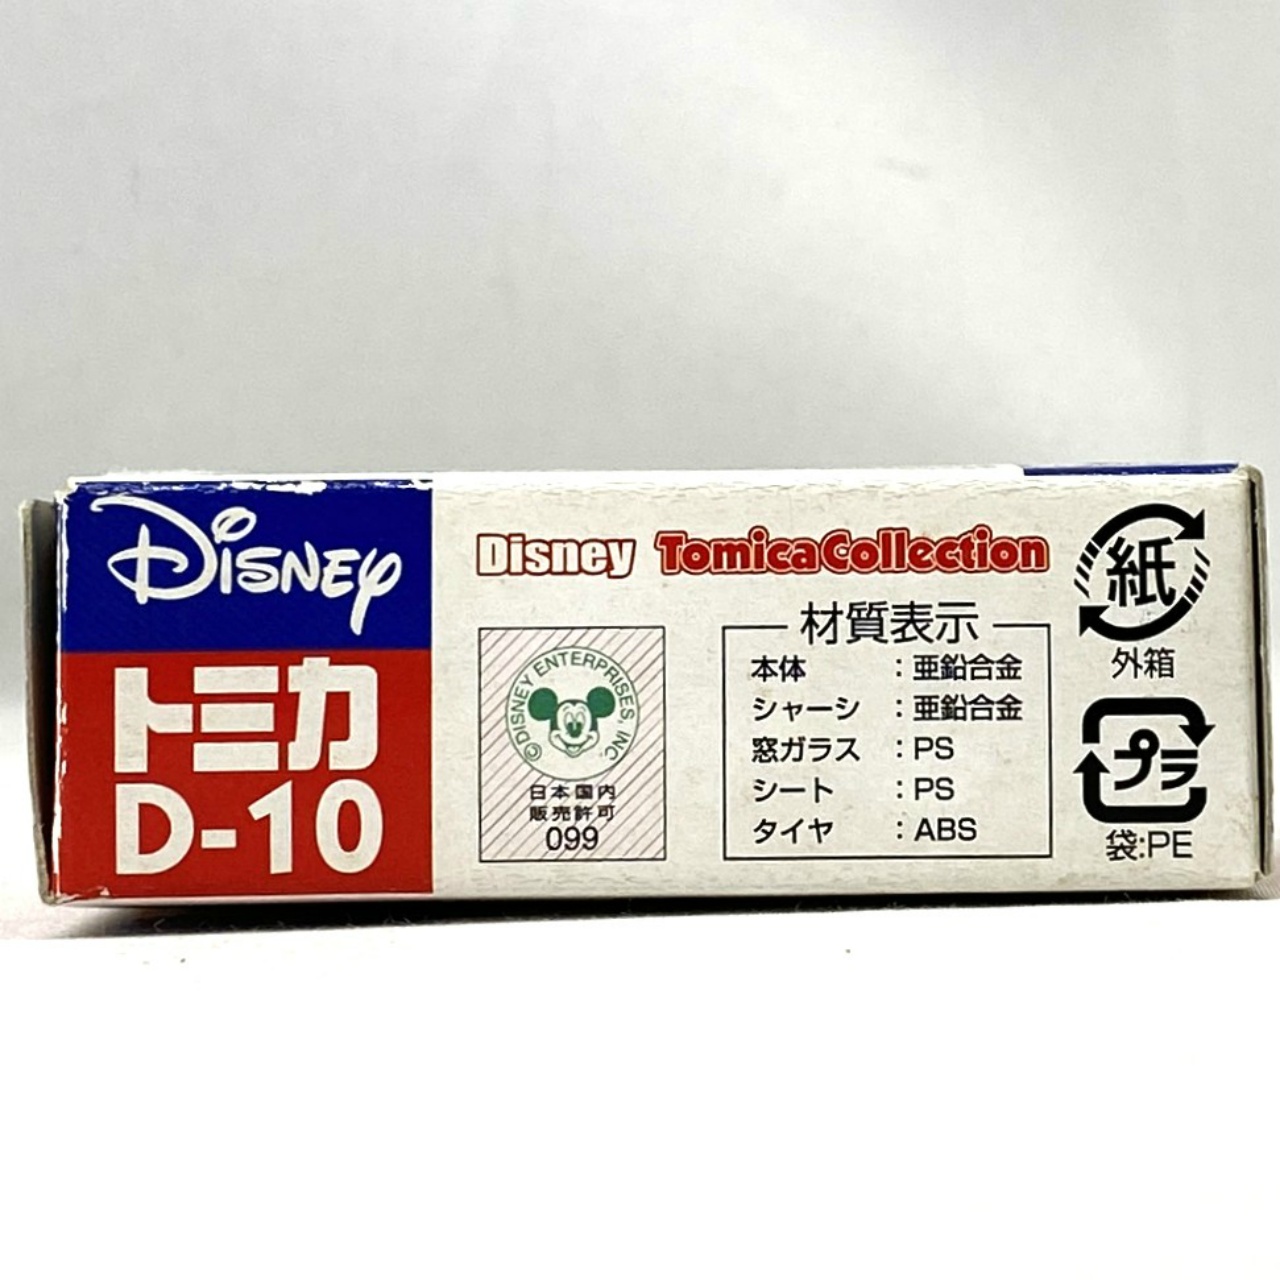 Disney
トミカ
D-10
Disney TomicaCollection
©DISNEY ENTERPRISES, INC.
日本国内
販売許可
099
材質表示
本体 : 亜鉛合金
シャーシ : 亜鉛合金
窓ガラス : PS
シート : PS
タイヤ : ABS
紙
外箱
プラ
袋:PE